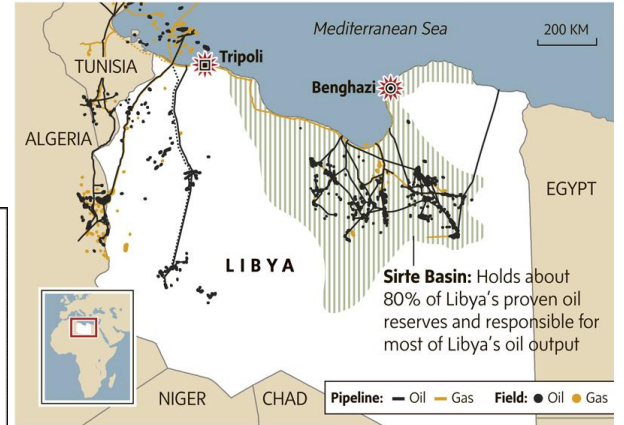 Mediterranean Sea
200 KM
TUNISIA
Tripoli
Benghazi
ALGERIA
EGYPT
LIBYA
Sirte Basin: Holds about
80% of Libya's proven oil
reserves and responsible for
most of Libya's oil output
NIGER
CHAD
Pipeline: Oil Gas Field: Oil Gas